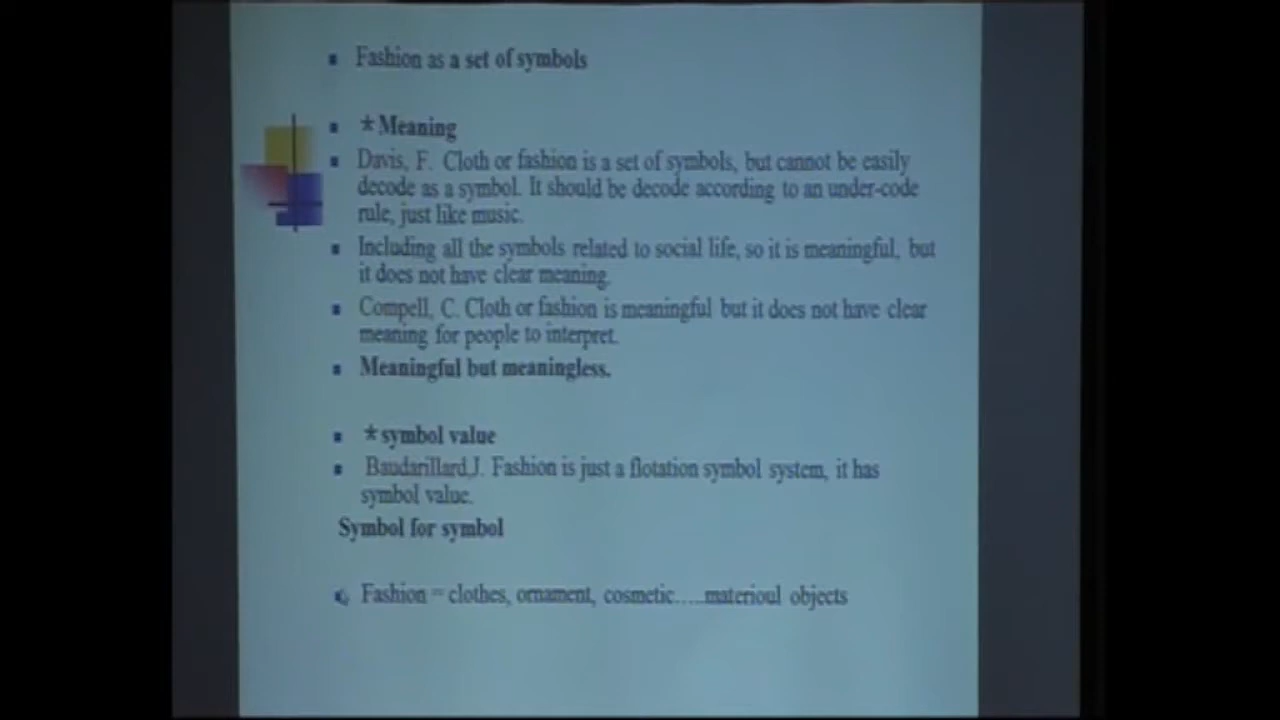 Fashion as a set of symbols
*Meaning
Davis, F. Cloth or fashion is a set of symbols, but cannot be easily
decode as a symbol. It should be decode according to an under-code
rule, just like music.
Including all the symbols related to social life, so it is meaningful, but
it does not have clear meaning.
Compell, C. Cloth or fashion is meaningful but it does not have clear
meaning for people to interpret.
Meaningful but meaningless.
*symbol value
Baudarillard,J. Fashion is just a flotation symbol system, it has
symbol value.
Symbol for symbol
Fashion = clothes, ornament, cosmetic.....materioul objects